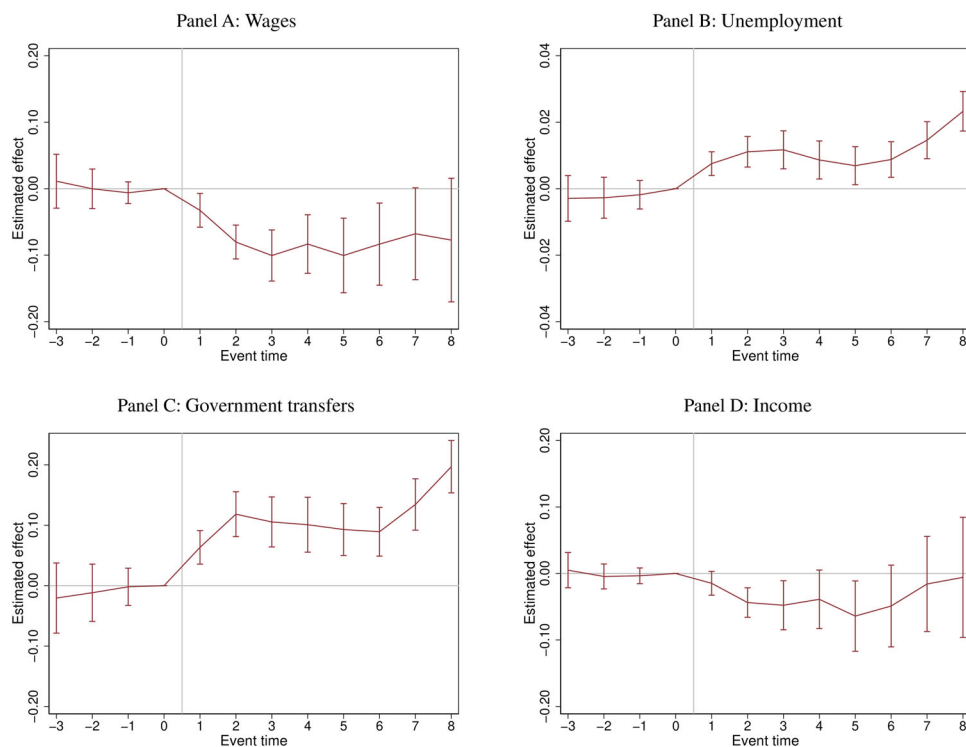 Panel A: Wages
Estimated effect
0.20
0.10
0.00
−0.10
−0.20
−3 −2 −1 0 1 2 3 4 5 6 7 8
Event time
Panel B: Unemployment
Estimated effect
0.04
0.02
0.00
−0.02
−0.04
−3 −2 −1 0 1 2 3 4 5 6 7 8
Event time
Panel C: Government transfers
Estimated effect
0.20
0.10
0.00
−0.10
−0.20
−3 −2 −1 0 1 2 3 4 5 6 7 8
Event time
Panel D: Income
Estimated effect
0.20
0.10
0.00
−0.10
−0.20
−3 −2 −1 0 1 2 3 4 5 6 7 8
Event time